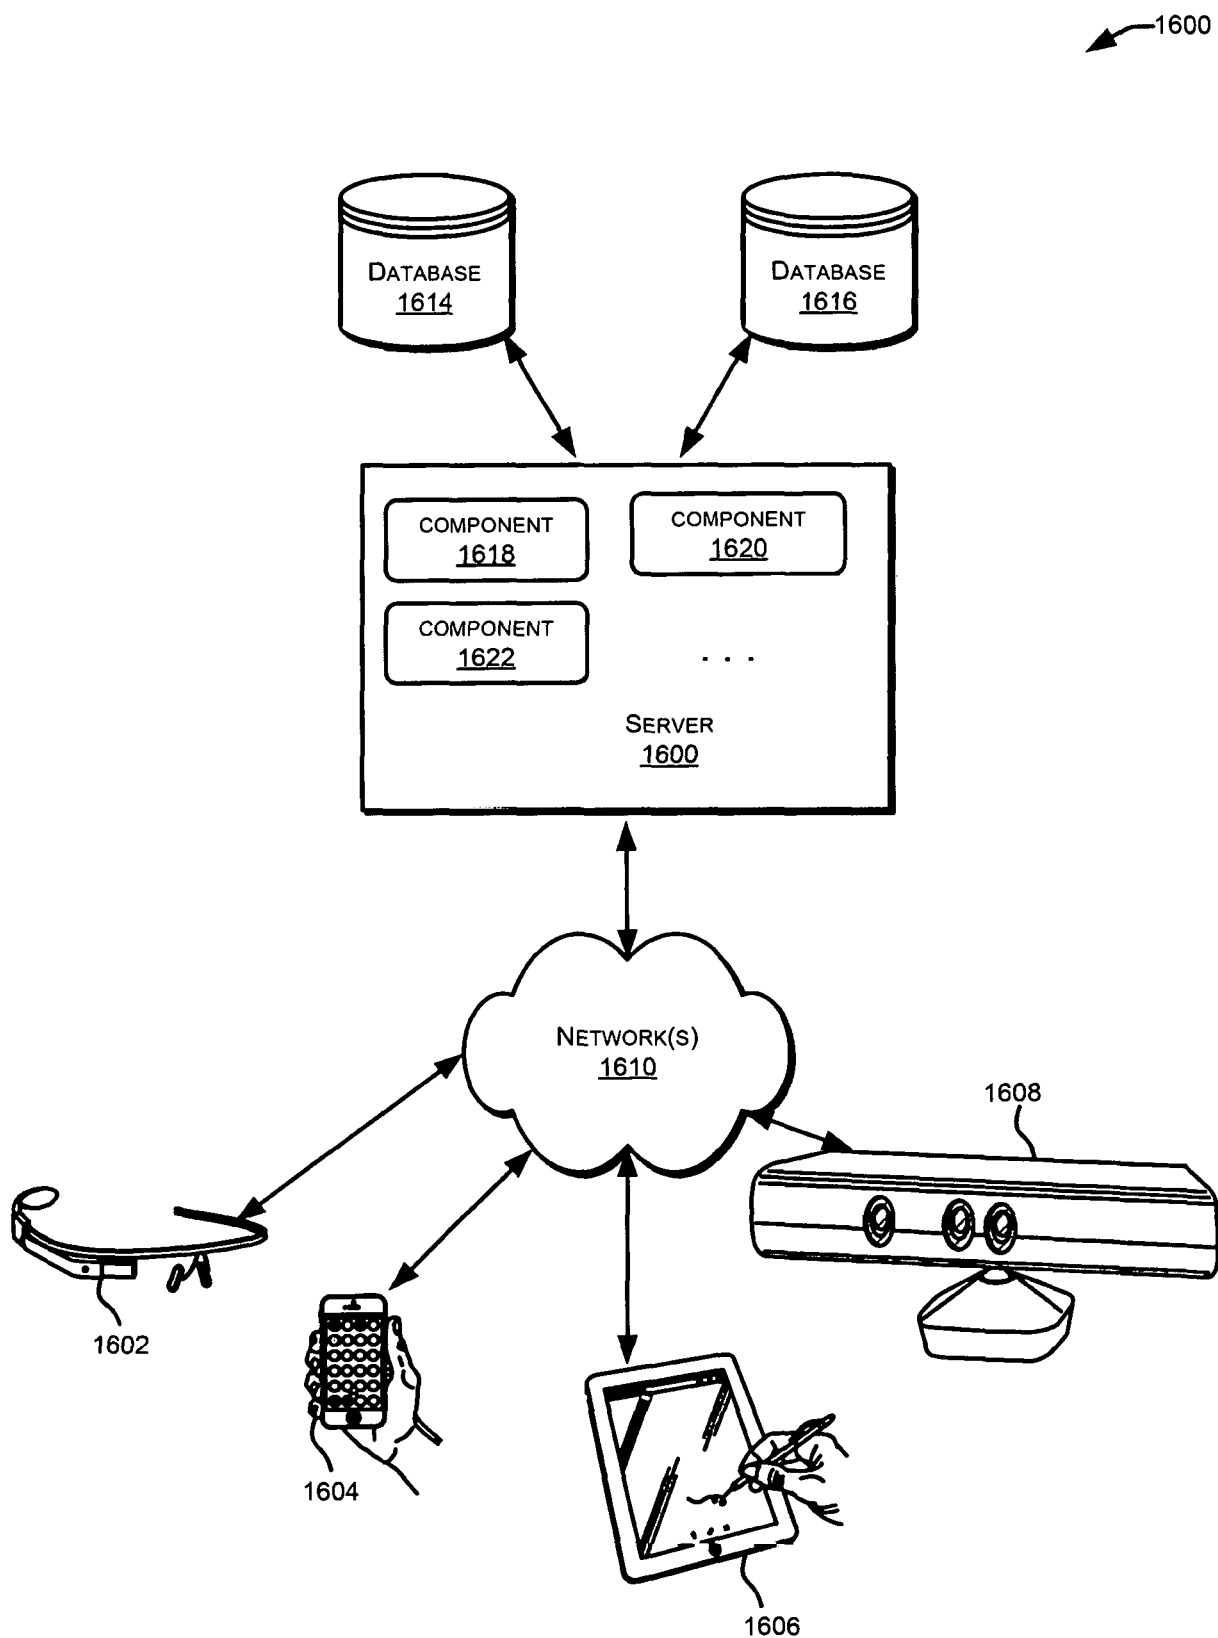 1600
DATABASE
1614
DATABASE
1616
COMPONENT
1618
COMPONENT
1620
COMPONENT
1622
. . .
SERVER
1600
NETWORK(S)
1610
1608
1602
1604
1606